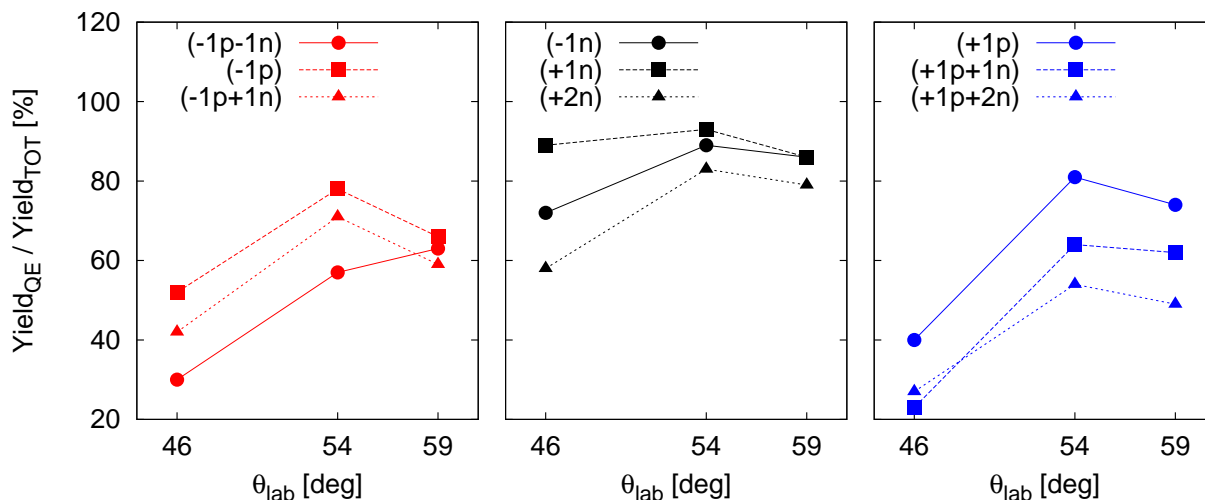 Yield_QE / Yield_TOT [%]
120
100
80
60
40
20
(-1p-1n)
(-1p)
(-1p+1n)
46 54 59
θ_lab [deg]
(-1n)
(+1n)
(+2n)
46 54 59
θ_lab [deg]
(+1p)
(+1p+1n)
(+1p+2n)
46 54 59
θ_lab [deg]